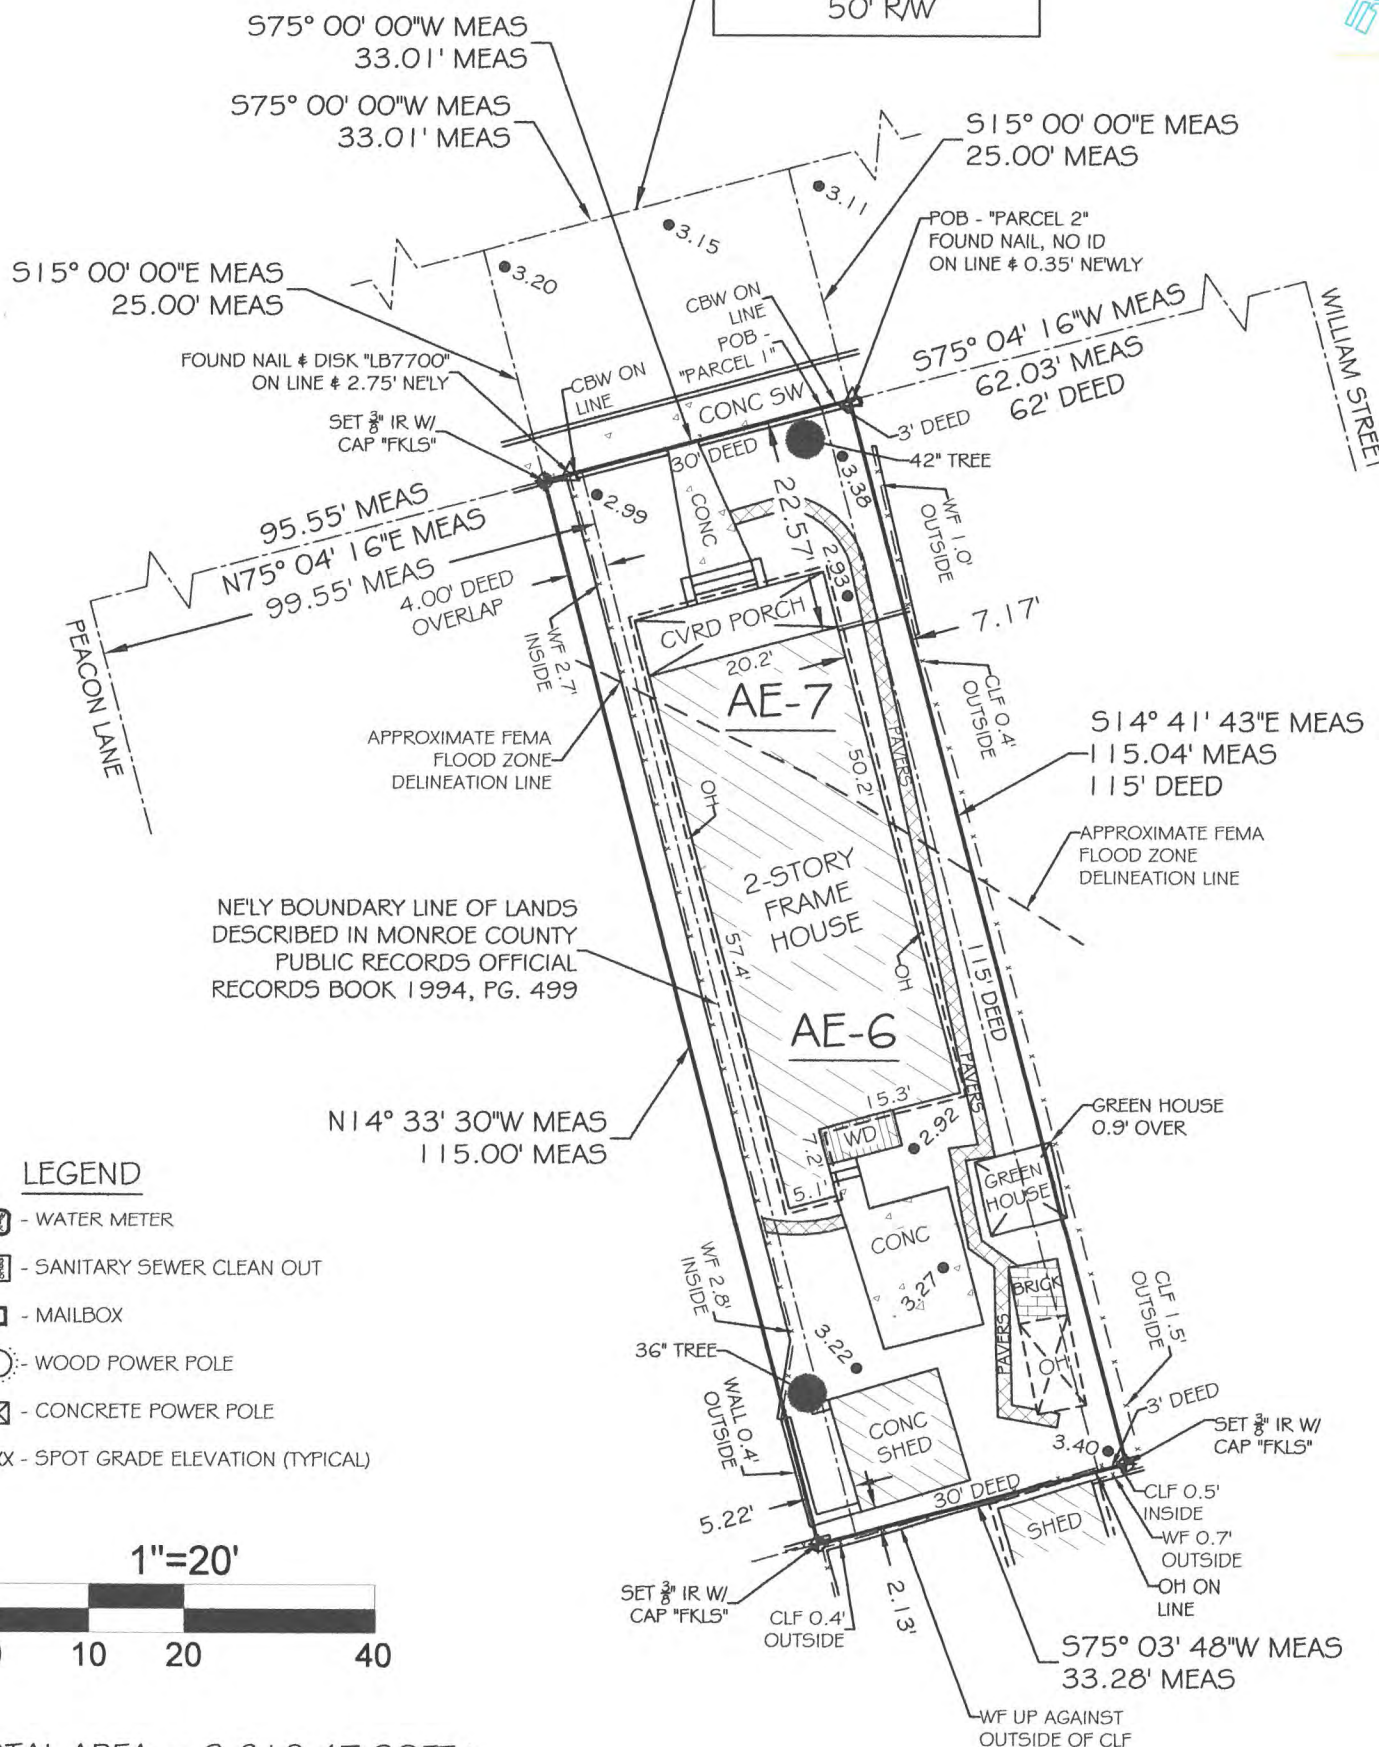 50' R/W
S75° 00' 00"W MEAS
33.01' MEAS
S75° 00' 00"W MEAS
33.01' MEAS
S15° 00' 00"E MEAS
25.00' MEAS
3.11
3.15
3.20
POB - "PARCEL 2"
FOUND NAIL, NO ID
ON LINE & 0.35' NEWLY
S15° 00' 00"E MEAS
25.00' MEAS
CBW ON
LINE
POB -
"PARCEL 1"
S75° 04' 16"W MEAS
62.03' MEAS
62' DEED
WILLIAM STREET
FOUND NAIL & DISK "LB7700"
ON LINE & 2.75' NE'LY
CBW ON
LINE
CONC SW
SET 3/8" IR W/
CAP "FKLS"
30' DEED
3' DEED
42" TREE
3.38
22.57'
CONC
2.99
WF 1.0'
OUTSIDE
95.55' MEAS
N75° 04' 16"E MEAS
99.55' MEAS
4.00' DEED
OVERLAP
2.93
7.17'
PEACON LANE
WF 2.7'
INSIDE
CVRD PORCH
20.2'
AE-7
CLF 0.4'
OUTSIDE
S14° 41' 43"E MEAS
115.04' MEAS
115' DEED
APPROXIMATE FEMA
FLOOD ZONE
DELINEATION LINE
PAVERS
50.2'
OH
APPROXIMATE FEMA
FLOOD ZONE
DELINEATION LINE
2-STORY
FRAME
HOUSE
NE'LY BOUNDARY LINE OF LANDS
DESCRIBED IN MONROE COUNTY
PUBLIC RECORDS OFFICIAL
RECORDS BOOK 1994, PG. 499
57.4'
OH
115' DEED
AE-6
PAVERS
N14° 33' 30"W MEAS
115.00' MEAS
15.3'
WD
2.92
7.2'
5.1'
GREEN HOUSE
0.9' OVER
GREEN
HOUSE
LEGEND
- WATER METER
- SANITARY SEWER CLEAN OUT
- MAILBOX
- WOOD POWER POLE
- CONCRETE POWER POLE
- SPOT GRADE ELEVATION (TYPICAL)
CONC
WF 2.8'
INSIDE
3.27
BRICK
CLF 1.5'
OUTSIDE
3.22
36" TREE
PAVERS
OH
WALL 0.4'
OUTSIDE
CONC
SHED
3' DEED
3.40
SET 3/8" IR W/
CAP "FKLS"
30' DEED
5.22'
CLF 0.5'
INSIDE
SHED
WF 0.7'
OUTSIDE
OH ON
LINE
1"=20'
10 20 40
SET 3/8" IR W/
CAP "FKLS"
CLF 0.4'
OUTSIDE
2.13'
S75° 03' 48"W MEAS
33.28' MEAS
WF UP AGAINST
OUTSIDE OF CLF